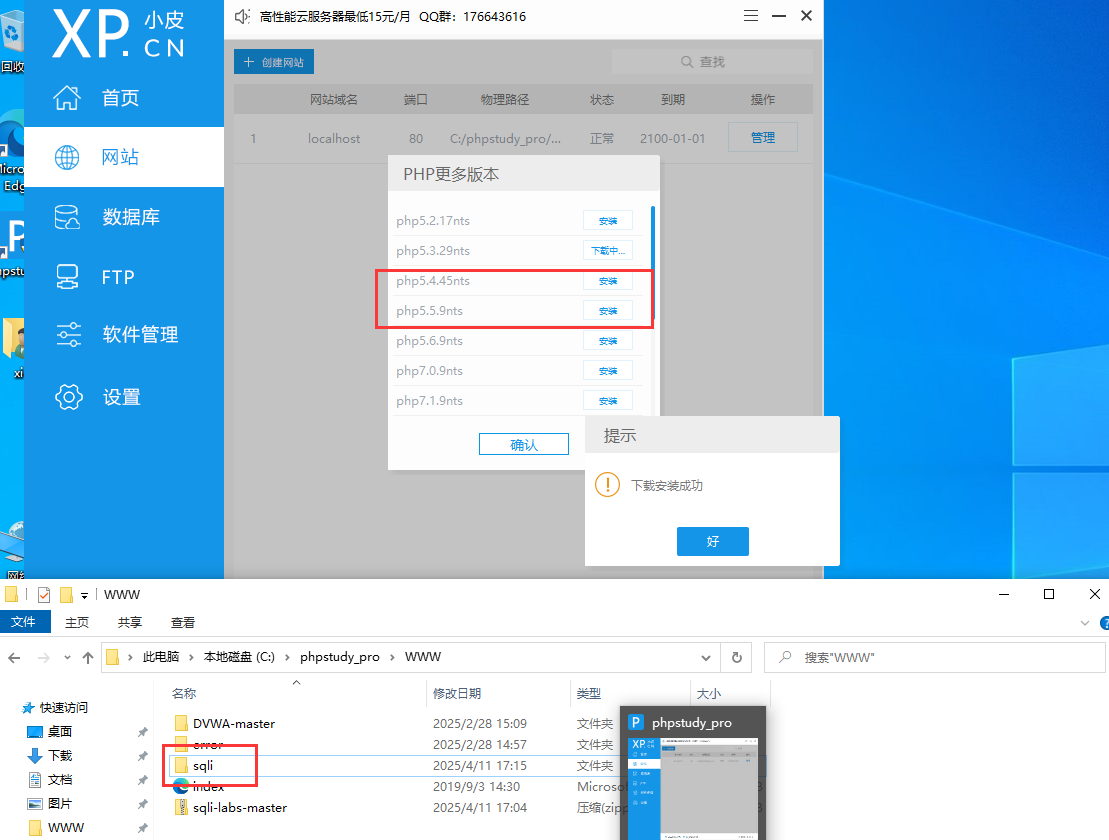 回收
Micro
Edg
phpstu
xi
XP.CN 小皮
首页
网站
数据库
FTP
软件管理
设置
高性能云服务器最低15元/月 QQ群：176643616
创建网站
查找
网站域名 端口 物理路径 状态 到期 操作
1 localhost 80 C:/phpstudy_pro/... 正常 2100-01-01 管理
PHP更多版本
php5.2.17nts 安装
php5.3.29nts 下载中...
php5.4.45nts 安装
php5.5.9nts 安装
php5.6.9nts 安装
php7.0.9nts 安装
php7.1.9nts 安装
确认
提示
下载安装成功
好
WWW
文件 主页 共享 查看
此电脑 › 本地磁盘 (C:) › phpstudy_pro › WWW
搜索"WWW"
快速访问
桌面
下载
文档
图片
WWW
名称 修改日期 类型 大小
DVWA-master 2025/2/28 15:09 文件夹
error 2025/2/28 14:57 文件夹
sqli 2025/4/11 17:15 文件夹
index 2019/9/3 14:30 Microso
sqli-labs-master 2025/4/11 17:04 压缩(zipp
phpstudy_pro
XP.